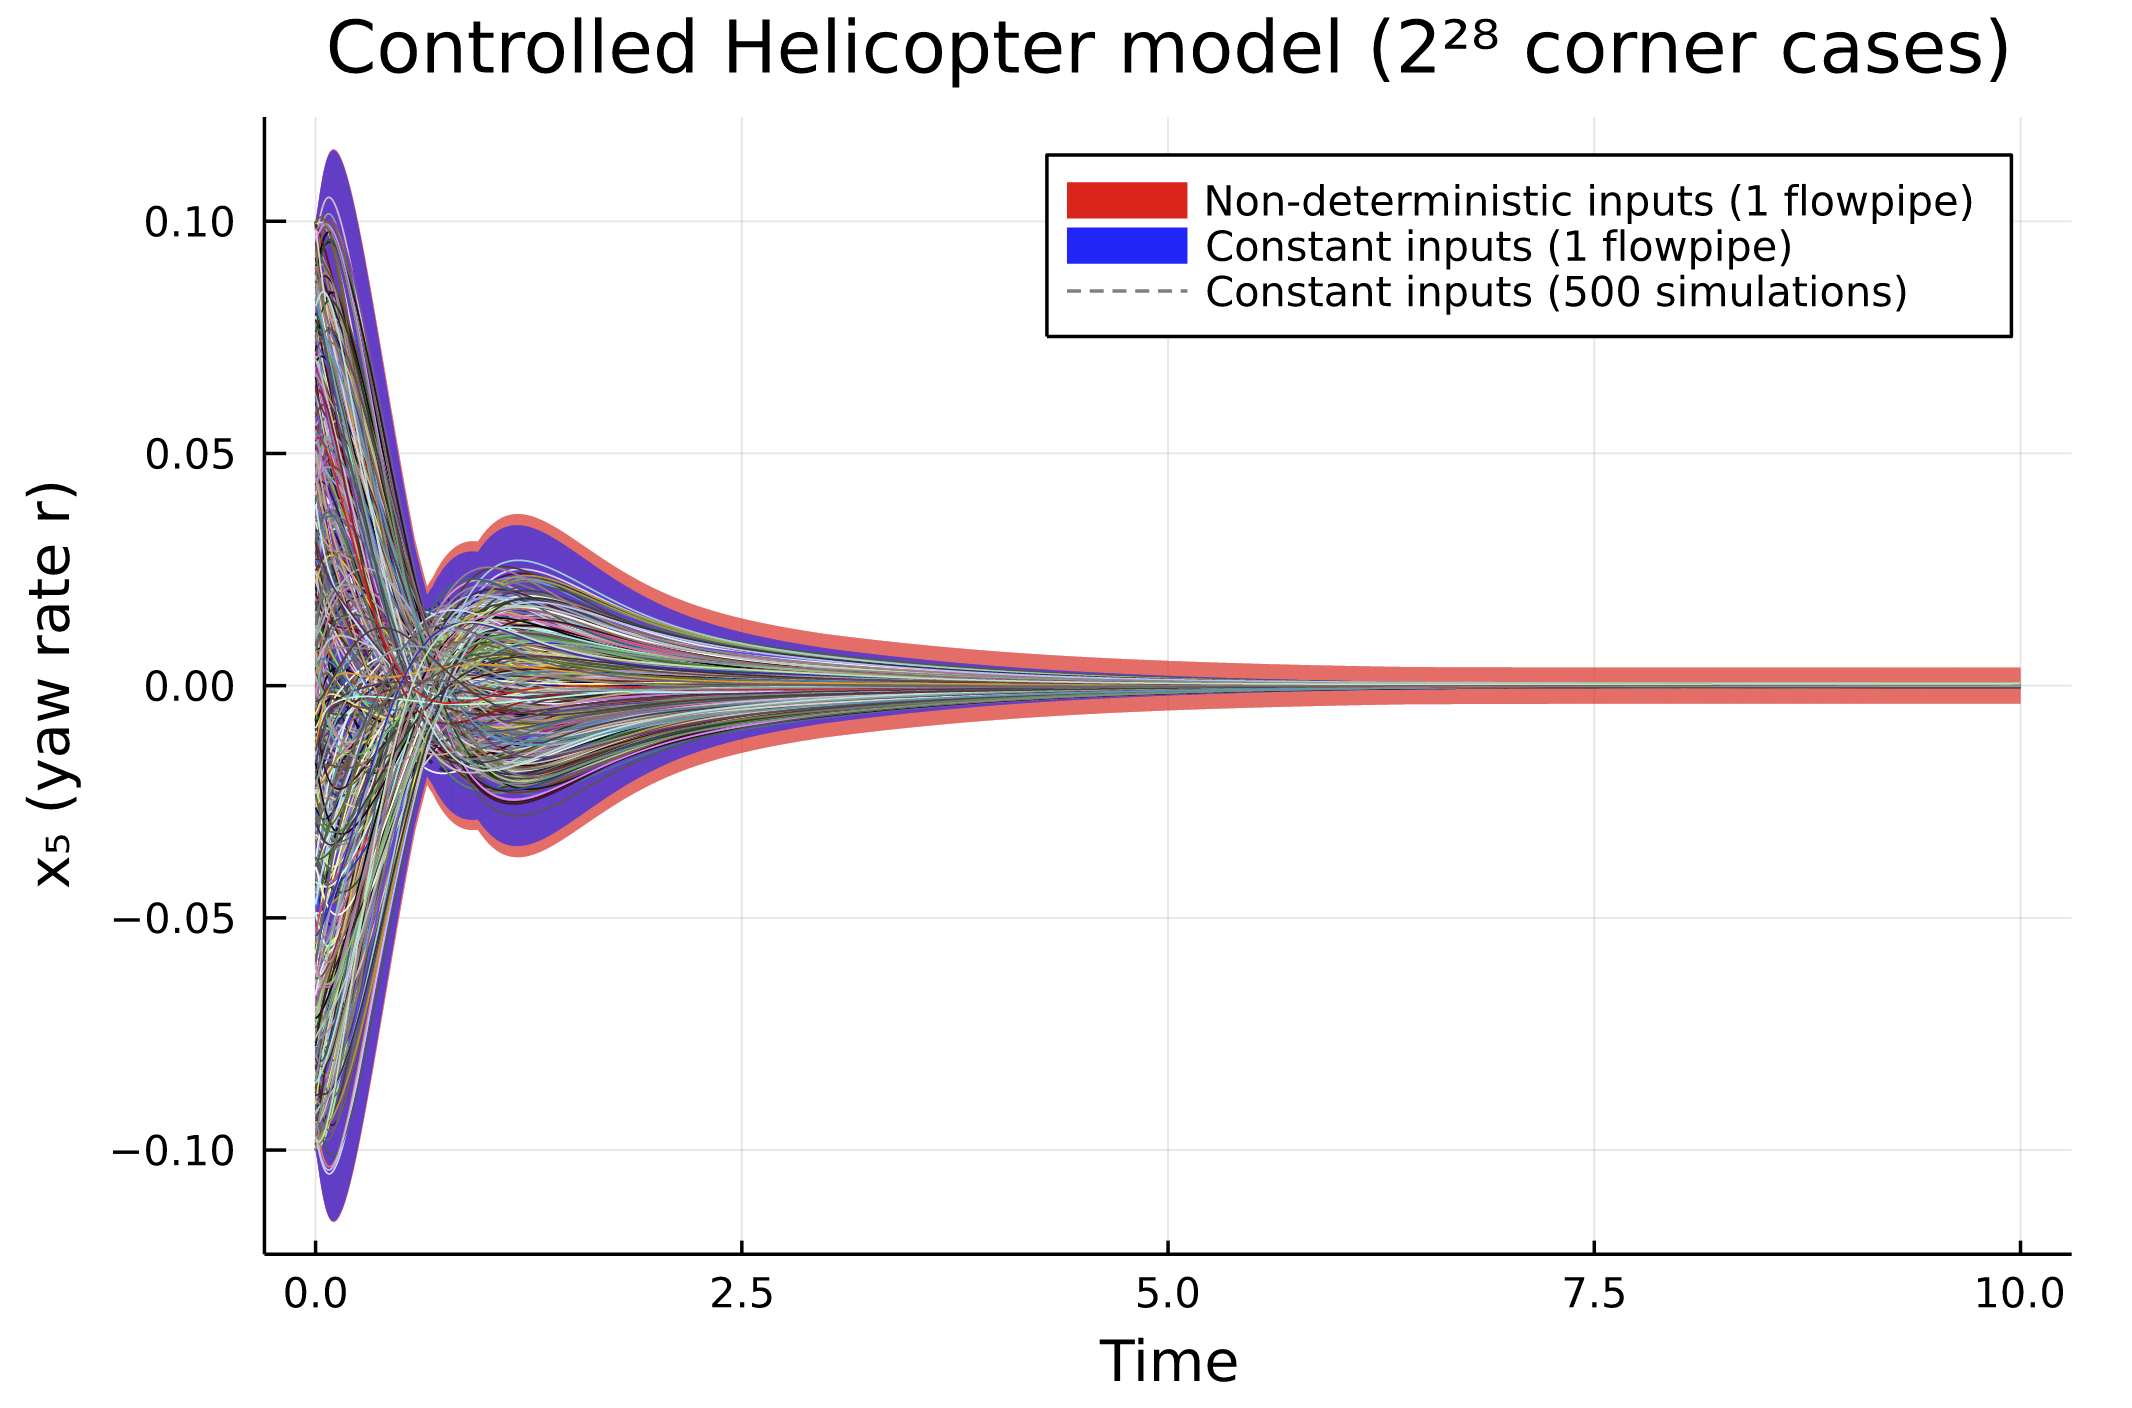 Controlled Helicopter model (2²⁸ corner cases)
Non-deterministic inputs (1 flowpipe)
Constant inputs (1 flowpipe)
Constant inputs (500 simulations)
x₅ (yaw rate r)
0.10
0.05
0.00
−0.05
−0.10
0.0 2.5 5.0 7.5 10.0
Time